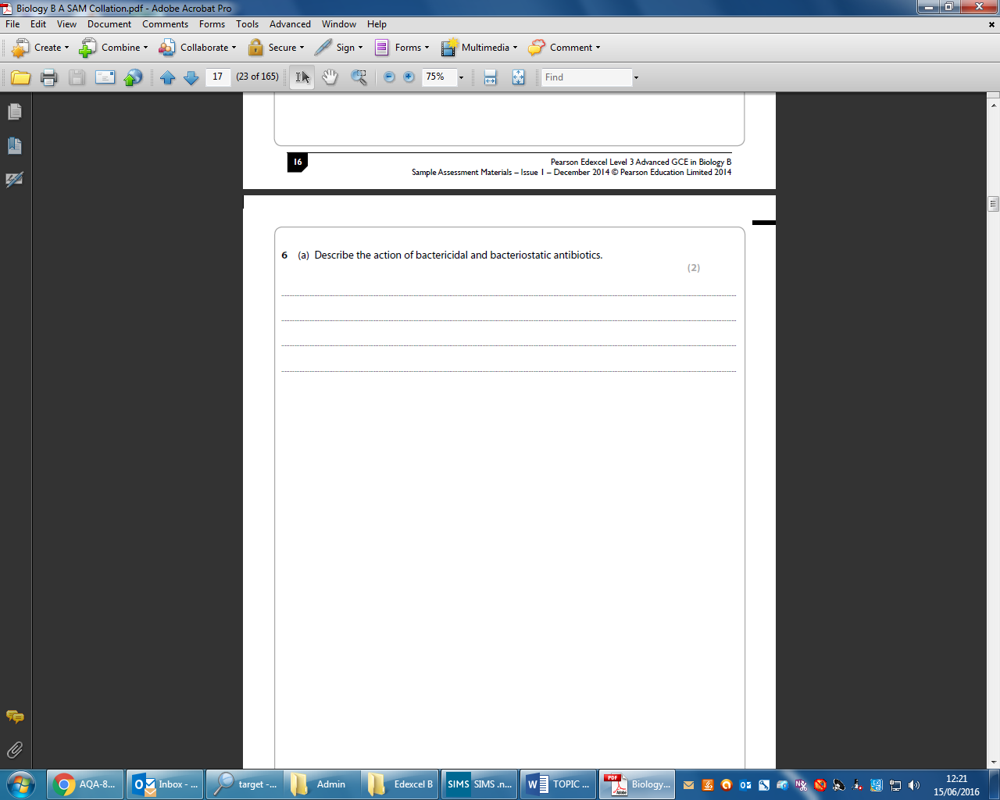 Biology B A SAM Collation.pdf - Adobe Acrobat Pro
File Edit View Document Comments Forms Tools Advanced Window Help
Create Combine Collaborate Secure Sign Forms Multimedia Comment
17 (23 of 165) 75% Find
16
Pearson Edexcel Level 3 Advanced GCE in Biology B
Sample Assessment Materials – Issue 1 – December 2014 © Pearson Education Limited 2014
6 (a) Describe the action of bactericidal and bacteriostatic antibiotics.
(2)
AQA-8... Inbox - ... target -... Admin Edexcel B SIMS SIMS .n... TOPIC ... PDF Adobe Biology... 12:21
15/06/2016